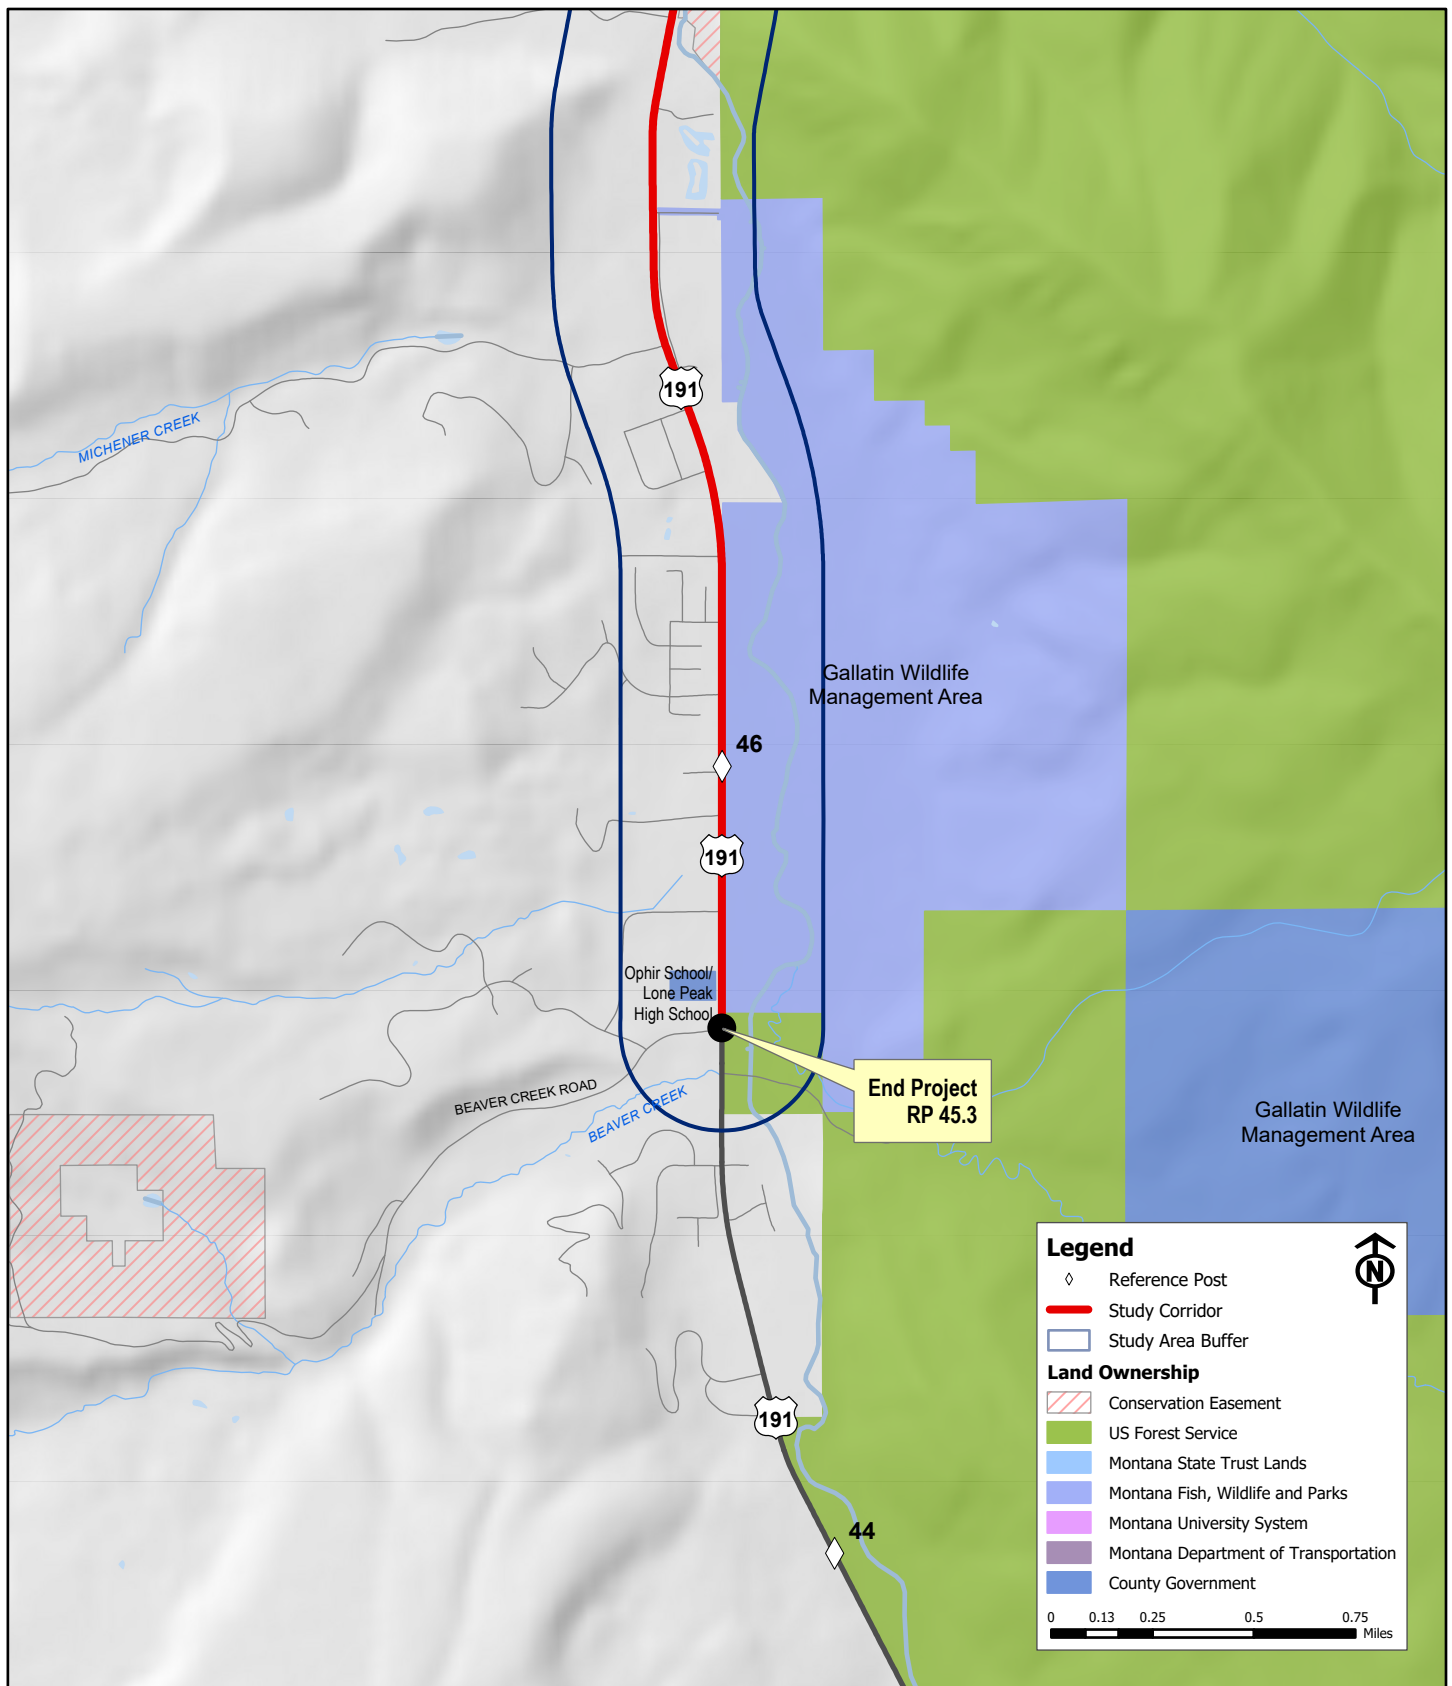 191
MICHENER CREEK
Gallatin Wildlife
Management Area
46
191
Ophir School/
Lone Peak
High School
End Project
RP 45.3
BEAVER CREEK ROAD
BEAVER CREEK
Gallatin Wildlife
Management Area
191
44
Legend
N
Reference Post
Study Corridor
Study Area Buffer
Land Ownership
Conservation Easement
US Forest Service
Montana State Trust Lands
Montana Fish, Wildlife and Parks
Montana University System
Montana Department of Transportation
County Government
0 0.13 0.25 0.5 0.75
Miles